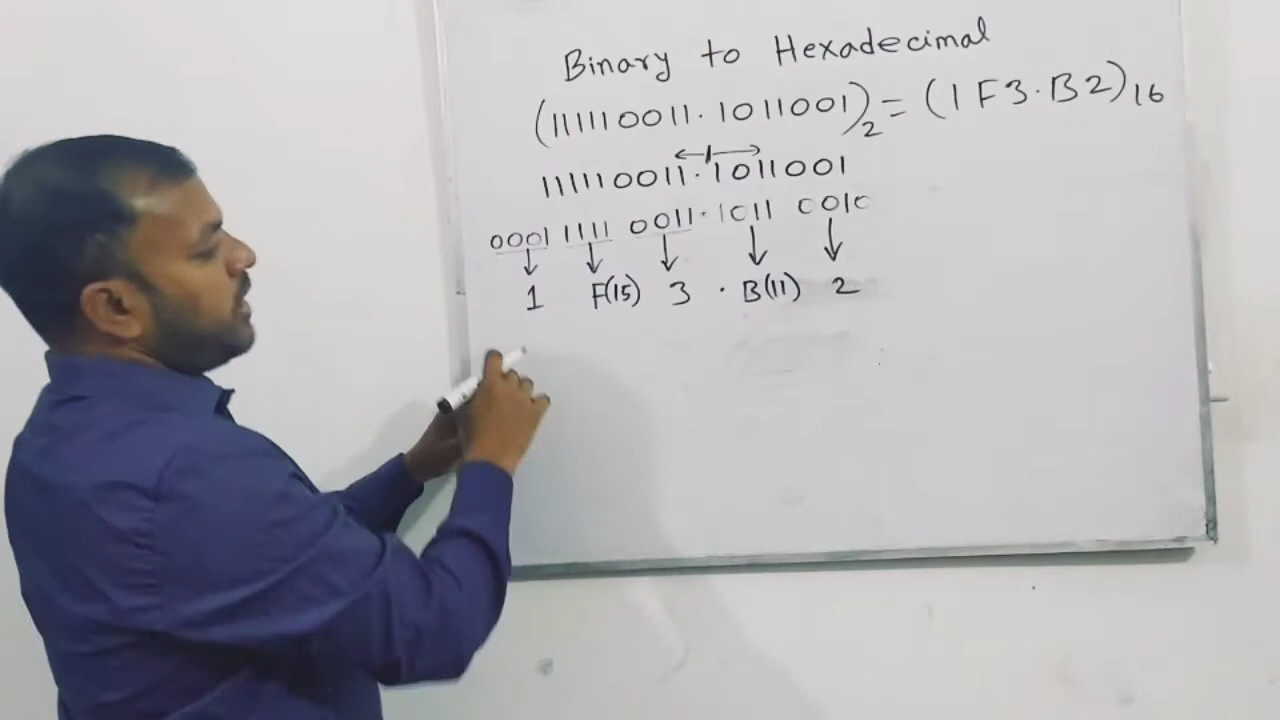 Binary to Hexadecimal
(111110011.1011001)2 = (1F3.B2)16
111110011.1011001
0001 1111 0011.1011 0010
1 F(15) 3 . B(11) 2